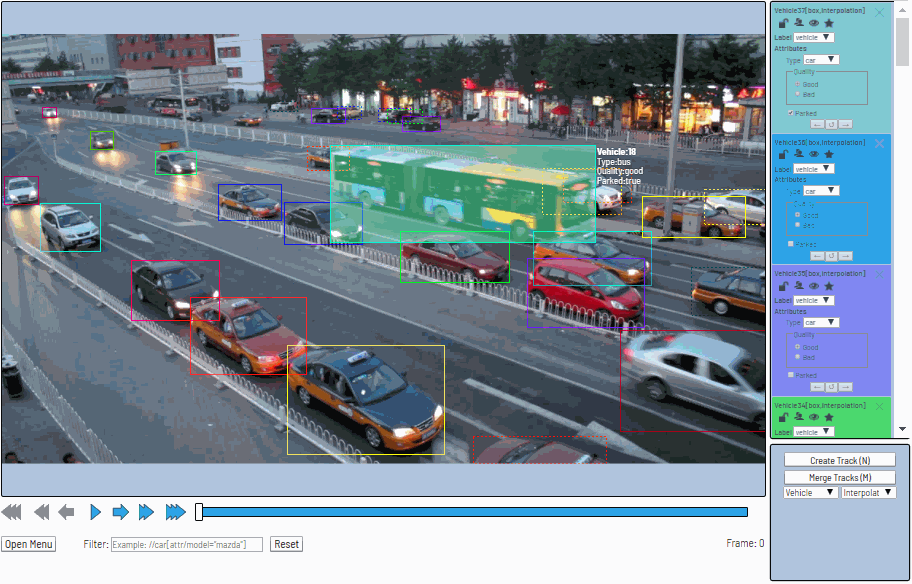 Vehicle37[box,interpolation]
Label vehicle
Attributes
Type car
Quality
Good
Bad
Parked
Vehicle36[box,interpolation]
Label vehicle
Attributes
Type car
Quality
Good
Bad
Parked
Vehicle35[box,interpolation]
Label vehicle
Attributes
Type car
Quality
Good
Bad
Parked
Vehicle34[box,interpolation]
Label vehicle
Vehicle:18
Type:bus
Quality:good
Parked:true
Create Track (N)
Merge Tracks (M)
Vehicle Interpolat
Open Menu Filter: Example: //car[attr/model="mazda"] Reset Frame: 0